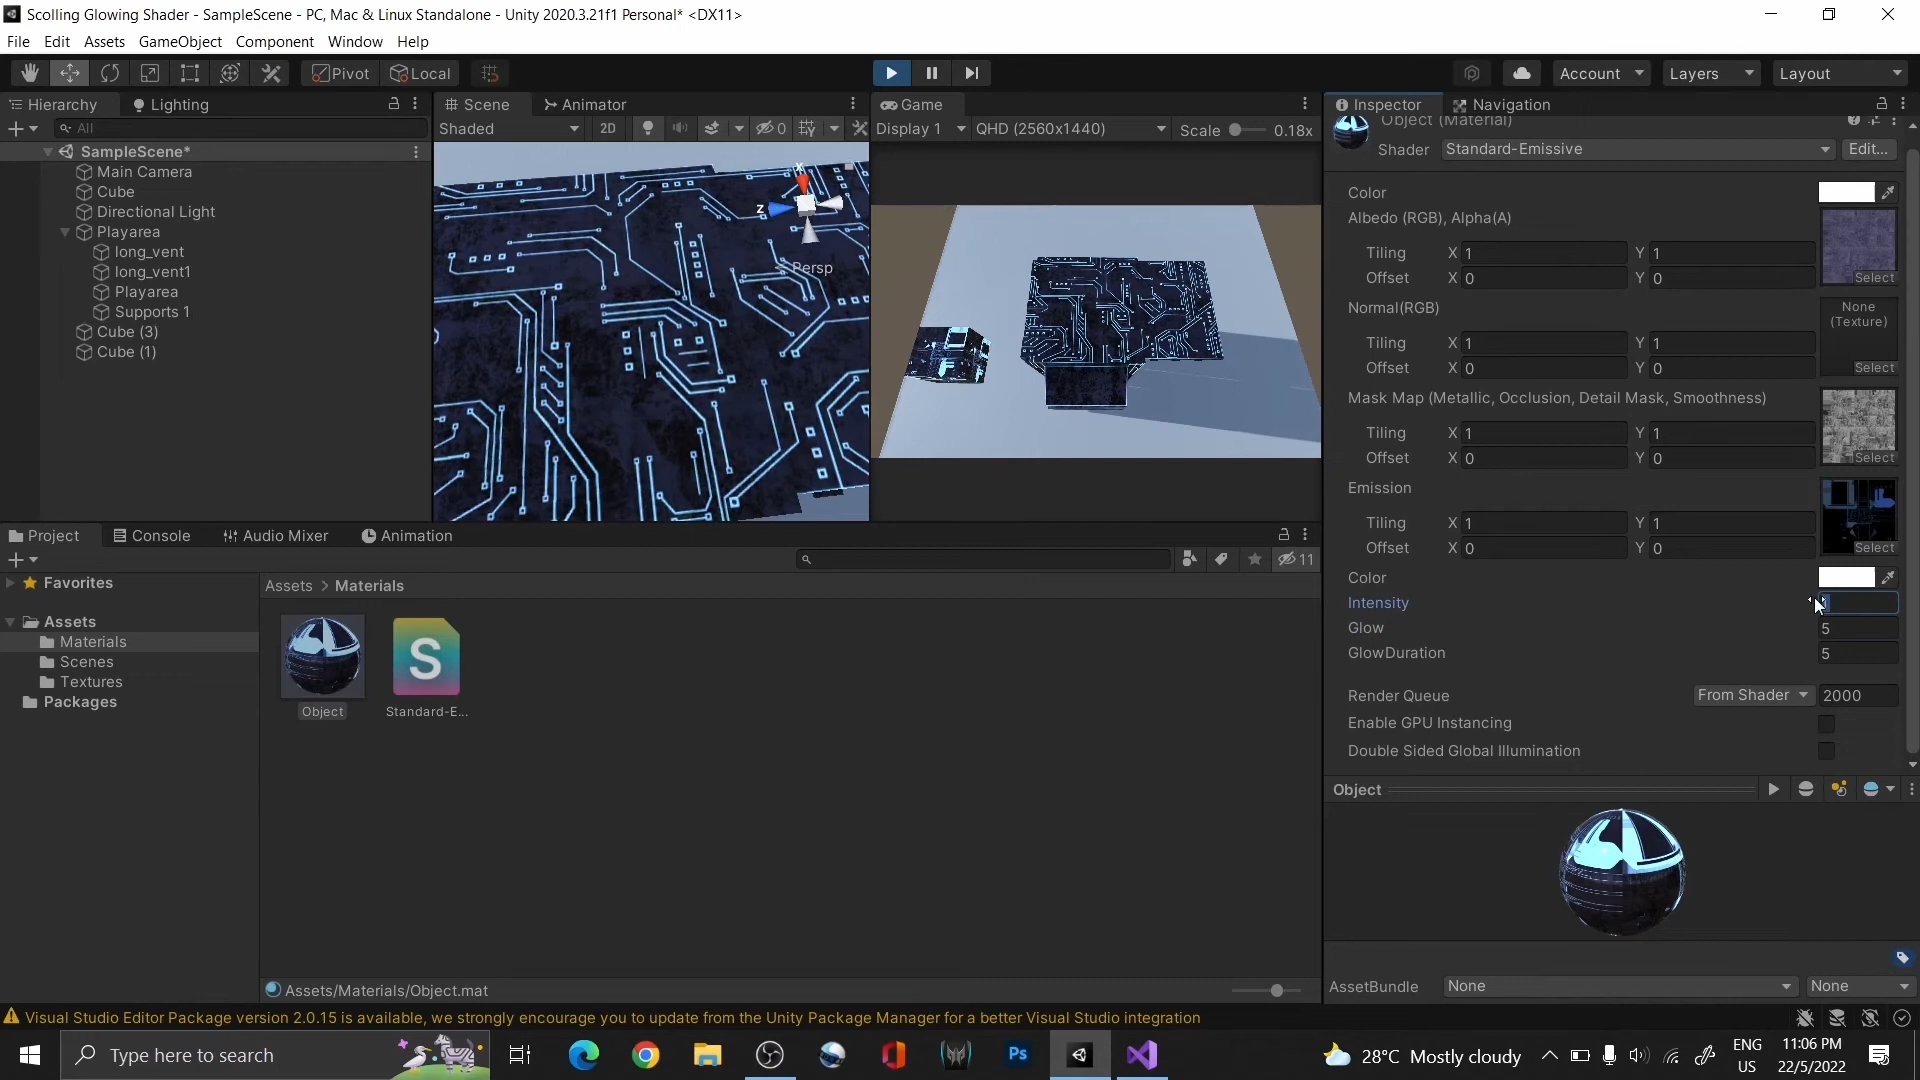 Scolling Glowing Shader - SampleScene - PC, Mac & Linux Standalone - Unity 2020.3.21f1 Personal* <DX11>
File Edit Assets GameObject Component Window Help
Pivot Local Account Layers Layout
Hierarchy Lighting Scene Animator Game Inspector Navigation
All Shaded 2D 0 Display 1 QHD (2560x1440) Scale 0.18x
Object (Material)
Shader Standard-Emissive Edit...
SampleScene*
Main Camera
Cube
Directional Light
Playarea
long_vent
long_vent1
Playarea
Supports 1
Cube (3)
Cube (1)
x
z
Persp
Color
Albedo (RGB), Alpha(A)
Tiling X 1 Y 1
Offset X 0 Y 0 Select
Normal(RGB) None
(Texture)
Tiling X 1 Y 1
Offset X 0 Y 0 Select
Mask Map (Metallic, Occlusion, Detail Mask, Smoothness)
Tiling X 1 Y 1
Offset X 0 Y 0 Select
Emission
Tiling X 1 Y 1
Offset X 0 Y 0 Select
Color
Intensity
Glow 5
GlowDuration 5
Render Queue From Shader 2000
Enable GPU Instancing
Double Sided Global Illumination
Object
AssetBundle None None
Project Console Audio Mixer Animation
11
Favorites
Assets
Materials
Scenes
Textures
Packages
Assets > Materials
S
Object Standard-E...
Assets/Materials/Object.mat
Visual Studio Editor Package version 2.0.15 is available, we strongly encourage you to update from the Unity Package Manager for a better Visual Studio integration
Type here to search
Ps
28°C Mostly cloudy
ENG
US
11:06 PM
22/5/2022